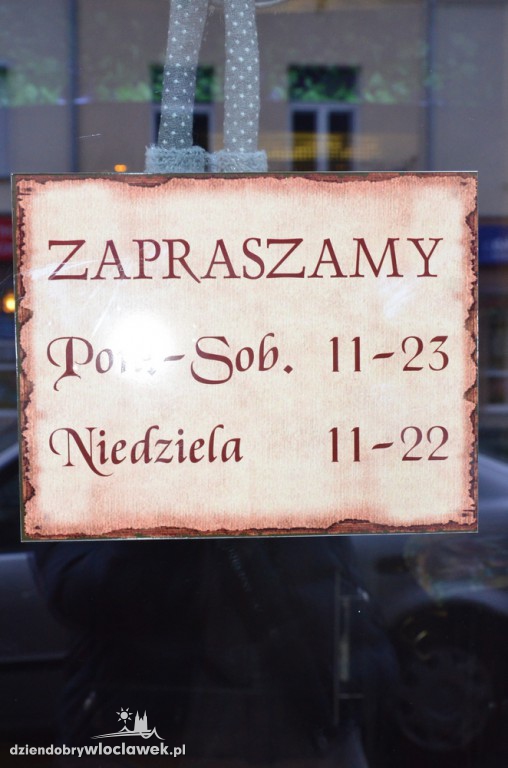 ZAPRASZAMY
Pon.-Sob. 11-23
Niedziela 11-22
dziendobrywloclawek.pl